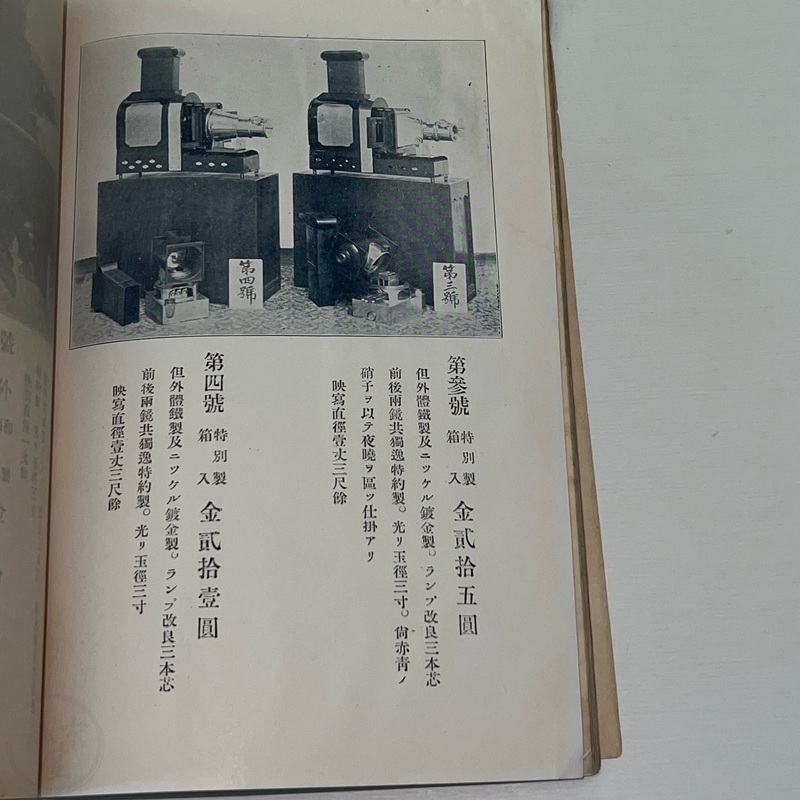 第三號
第四號
第參號 特別製箱入 金貳拾五圓
但外體鐵製及ニッケル鍍金製。ランプ改良三本芯
前後兩鏡共獨逸特約製。光リ玉徑三寸。尙赤靑ノ
硝子ヲ以テ夜曉ヲ區ツ仕掛アリ
映寫直徑壹丈三尺餘
第四號 特別製箱入 金貳拾壹圓
但外體鐵製及ニッケル鍍金製。ランプ改良三本芯
前後兩鏡共獨逸特約製。光リ玉徑三寸
映寫直徑壹丈三尺餘